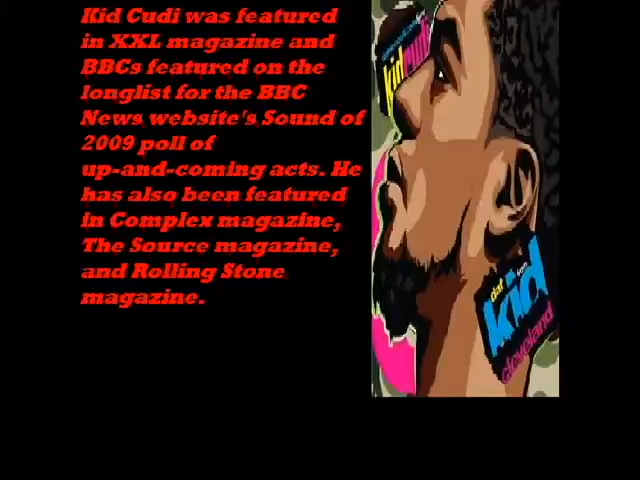 Kid Cudi was featured
in XXL magazine and
BBCs featured on the
longlist for the BBC
News website's Sound of
2009 poll of
up-and-coming acts. He
has also been featured
in Complex magazine,
The Source magazine,
and Rolling Stone
magazine.
kid
dat
kid
from
cleveland